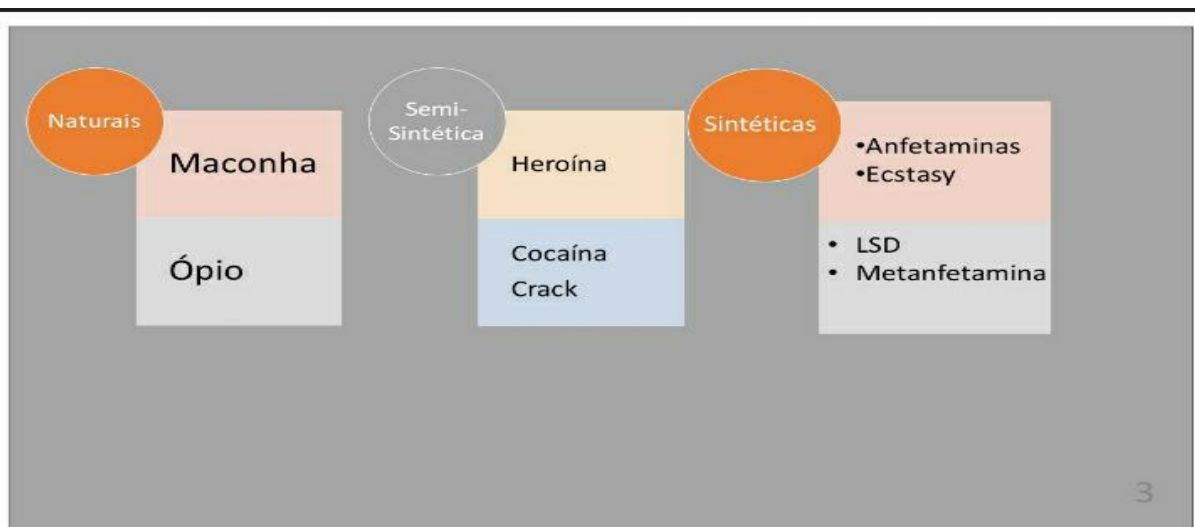 Naturais
Maconha
Ópio
Semi-
Sintética
Heroína
Cocaína
Crack
Sintéticas
•Anfetaminas
•Ecstasy
• LSD
• Metanfetamina
3